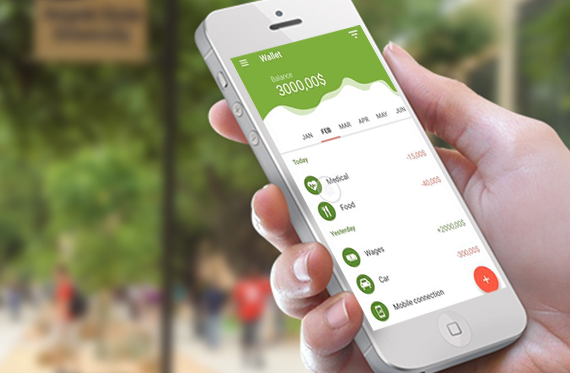 Wallet
Balance
3000,00$
JAN FEB MAR APR MAY JUN
Today
Medical -15,00$
Food -40,00$
Yesterday
Wages +2000,00$
Car -300,00$
Mobile connection